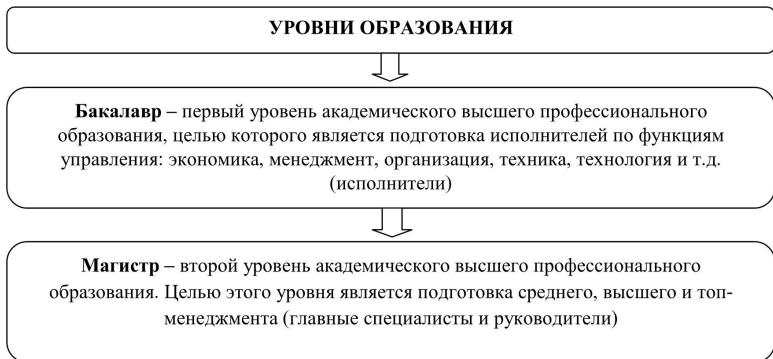 УРОВНИ ОБРАЗОВАНИЯ
Бакалавр – первый уровень академического высшего профессионального
образования, целью которого является подготовка исполнителей по функциям
управления: экономика, менеджмент, организация, техника, технология и т.д.
(исполнители)
Магистр – второй уровень академического высшего профессионального
образования. Целью этого уровня является подготовка среднего, высшего и топ-
менеджмента (главные специалисты и руководители)